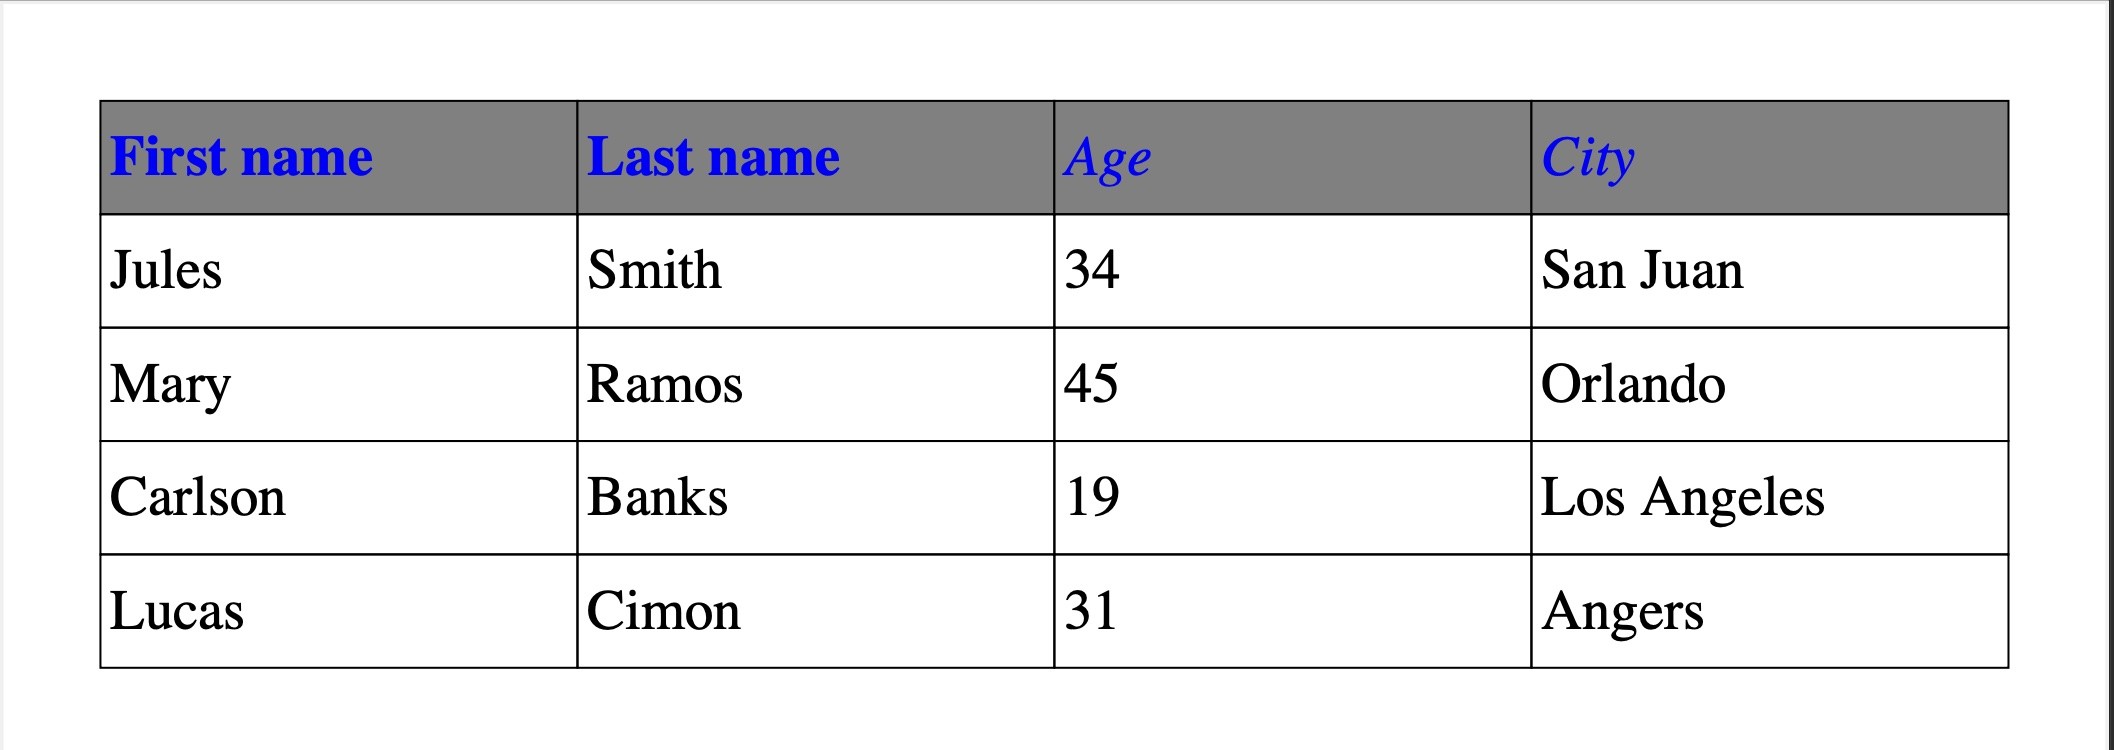 First name Last name Age City
Jules Smith 34 San Juan
Mary Ramos 45 Orlando
Carlson Banks 19 Los Angeles
Lucas Cimon 31 Angers